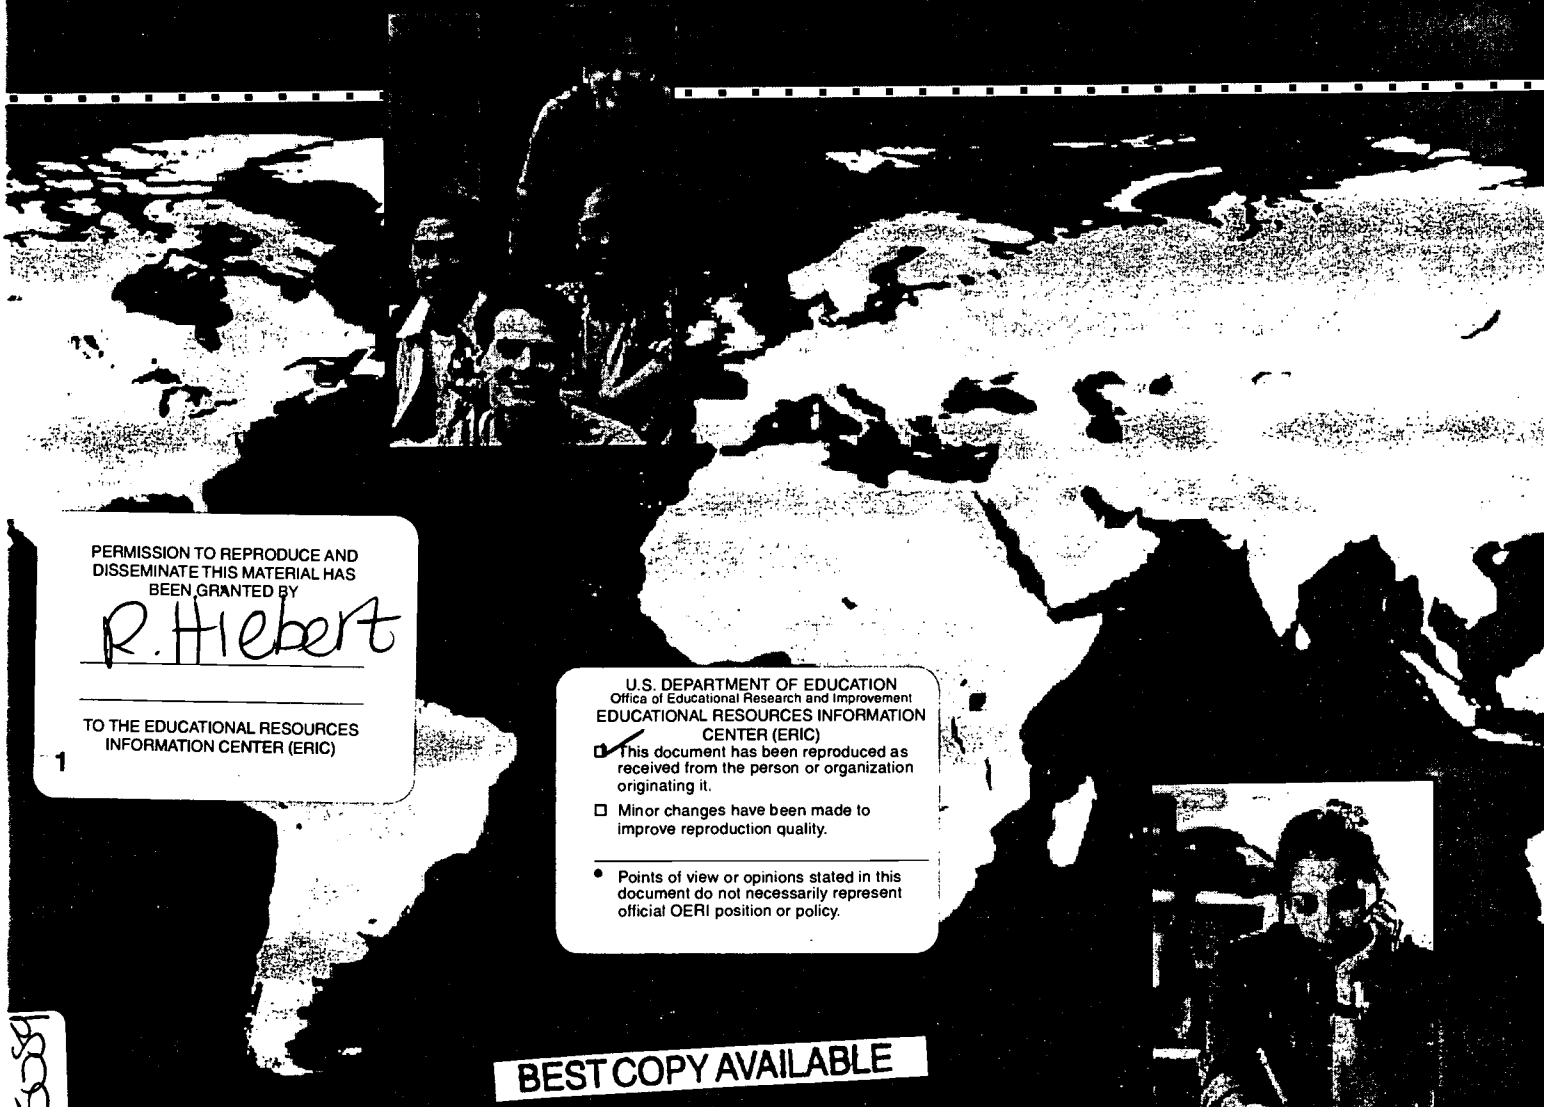 PERMISSION TO REPRODUCE AND
DISSEMINATE THIS MATERIAL HAS
BEEN GRANTED BY
R. Hiebert
TO THE EDUCATIONAL RESOURCES
INFORMATION CENTER (ERIC)
1
U.S. DEPARTMENT OF EDUCATION
Office of Educational Research and Improvement
EDUCATIONAL RESOURCES INFORMATION
CENTER (ERIC)
This document has been reproduced as
received from the person or organization
originating it.
Minor changes have been made to
improve reproduction quality.
• Points of view or opinions stated in this
document do not necessarily represent
official OERI position or policy.
BEST COPY AVAILABLE